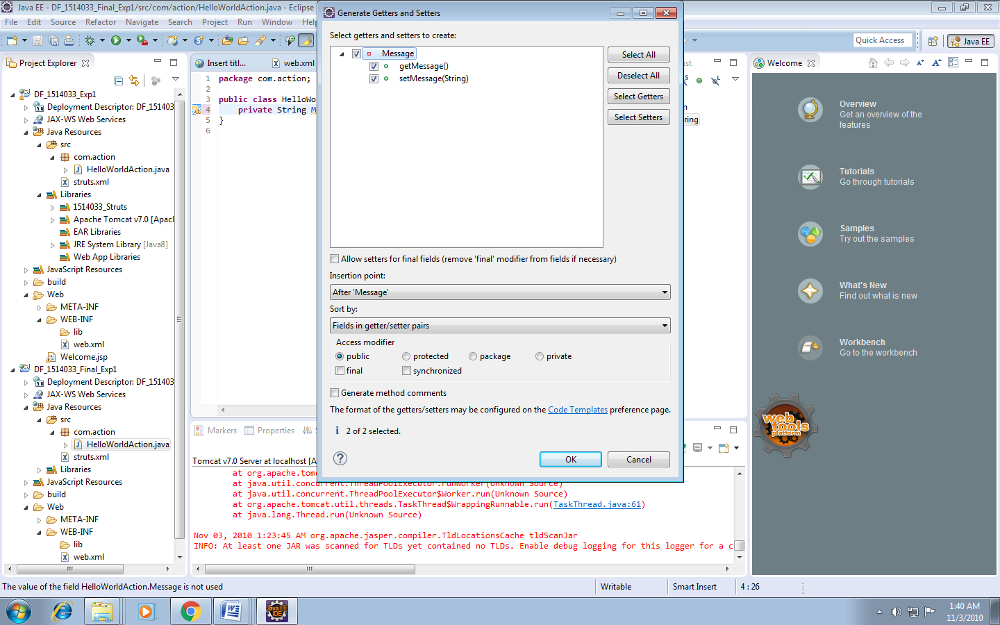 Java EE - DF_1514033_Final_Exp1/src/com/action/HelloWorldAction.java - Eclipse
File Edit Source Refactor Navigate Search Project Run Window Help
Quick Access
Java EE
Project Explorer
DF_1514033_Exp1
Deployment Descriptor: DF_151403
3.0
JAX-WS Web Services
Java Resources
src
com.action
HelloWorldAction.java
struts.xml
Libraries
1514033_Struts
Apache Tomcat v7.0 [Apac
EAR Libraries
JRE System Library [Java8]
Web App Libraries
JavaScript Resources
build
Web
META-INF
WEB-INF
lib
web.xml
Welcome.jsp
DF_1514033_Final_Exp1
Deployment Descriptor: DF_151403
3.0
JAX-WS Web Services
Java Resources
src
com.action
HelloWorldAction.java
struts.xml
Libraries
JavaScript Resources
build
Web
META-INF
WEB-INF
lib
web.xml
Insert titl...
web.xml
1 package com.action;
2
3 public class HelloWo
4 private String M
5 }
6
Generate Getters and Setters
Select getters and setters to create:
Message
getMessage()
setMessage(String)
Select All
Deselect All
Select Getters
Select Setters
Allow setters for final fields (remove 'final' modifier from fields if necessary)
Insertion point:
After 'Message'
Sort by:
Fields in getter/setter pairs
Access modifier
public protected package private
final synchronized
Generate method comments
The format of the getters/setters may be configured on the Code Templates preference page.
i 2 of 2 selected.
?
OK
Cancel
Markers Properties
Tomcat v7.0 Server at localhost [A
at org.apache.tomc
at java.util.concurrent.ThreadPoolExecutor.runWorker(Unknown Source)
at java.util.concurrent.ThreadPoolExecutor$Worker.run(Unknown Source)
at org.apache.tomcat.util.threads.TaskThread$WrappingRunnable.run(TaskThread.java:61)
at java.lang.Thread.run(Unknown Source)
Nov 03, 2010 1:23:45 AM org.apache.jasper.compiler.TldLocationsCache tldScanJar
INFO: At least one JAR was scanned for TLDs yet contained no TLDs. Enable debug logging for this logger for a c
Welcome
Overview
Get an overview of the
features
Tutorials
Go through tutorials
Samples
Try out the samples
What's New
Find out what is new
Workbench
Go to the workbench
web
tools
platform
The value of the field HelloWorldAction.Message is not used
Writable
Smart Insert
4 : 26
Java EE
IDE
1:40 AM
11/3/2010